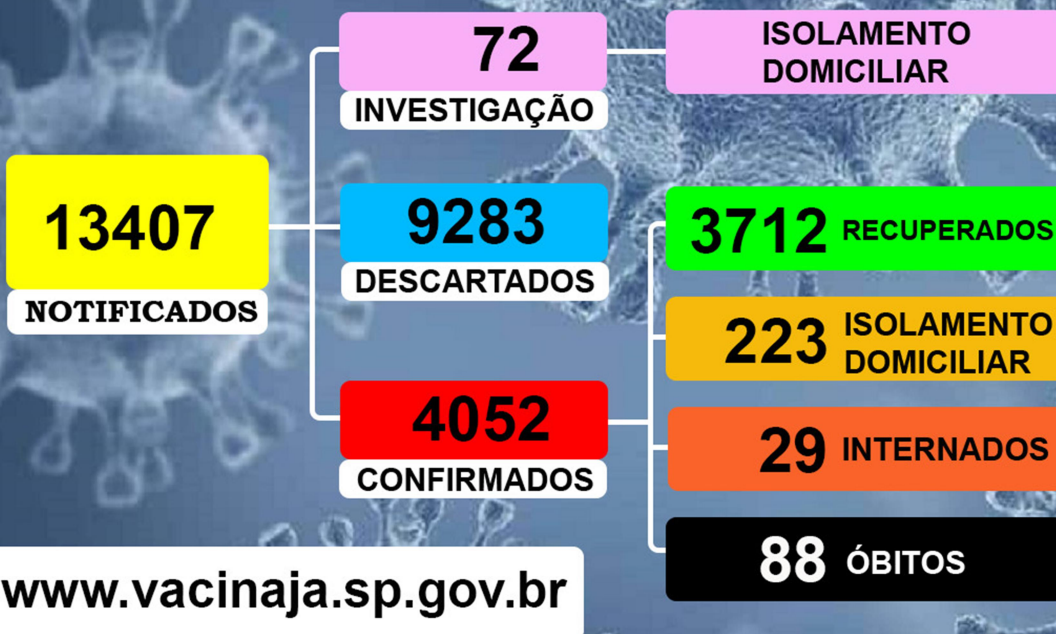 13407
NOTIFICADOS
72
INVESTIGAÇÃO
ISOLAMENTO
DOMICILIAR
9283
DESCARTADOS
4052
CONFIRMADOS
3712 RECUPERADOS
223 ISOLAMENTO
DOMICILIAR
29 INTERNADOS
88 ÓBITOS
www.vacinaja.sp.gov.br